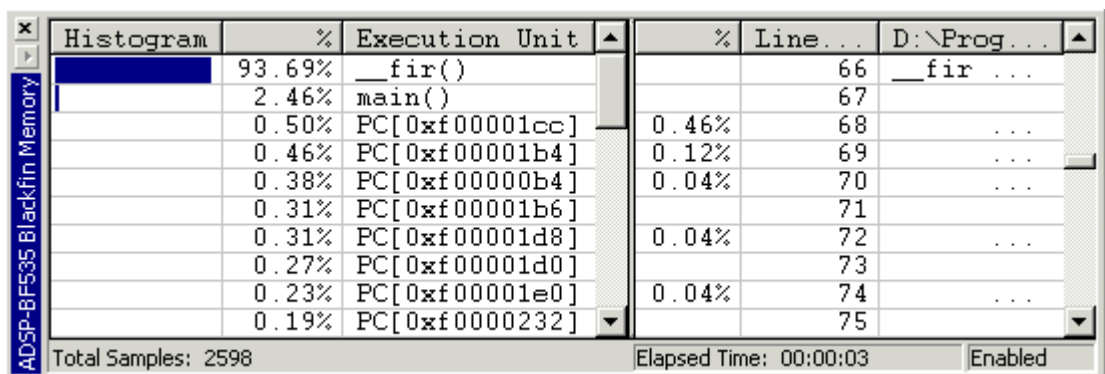 ADSP-BF535 Blackfin Memory
Histogram % Execution Unit % Line... D:\Prog...
93.69% __fir() 66 __fir ...
2.46% main() 67
0.50% PC[0xf00001cc] 0.46% 68 ...
0.46% PC[0xf00001b4] 0.12% 69 ...
0.38% PC[0xf00000b4] 0.04% 70 ...
0.31% PC[0xf00001b6] 71
0.31% PC[0xf00001d8] 0.04% 72 ...
0.27% PC[0xf00001d0] 73
0.23% PC[0xf00001e0] 0.04% 74 ...
0.19% PC[0xf0000232] 75
Total Samples: 2598 Elapsed Time: 00:00:03 Enabled